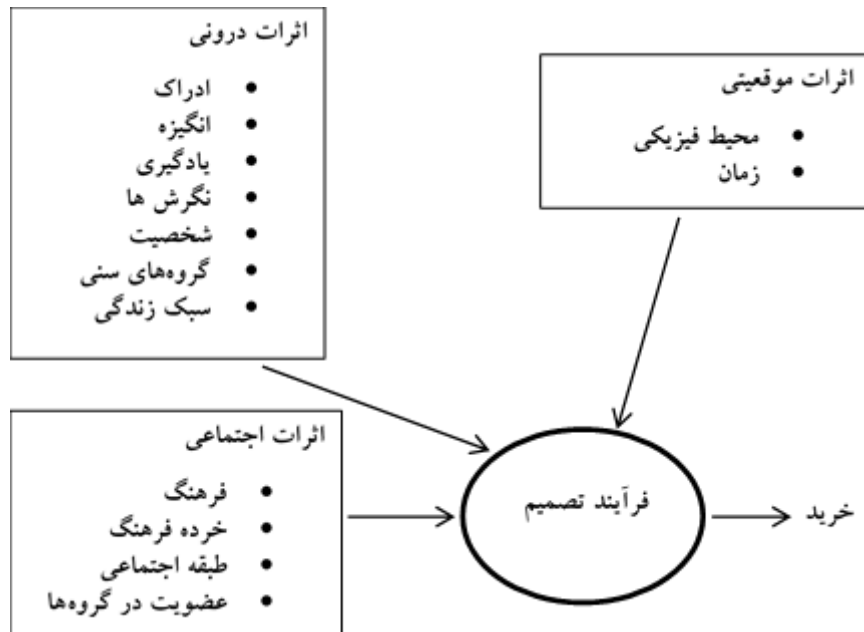 اثرات درونی
ادراک
انگیزه
یادگیری
نگرش ها
شخصیت
گروه‌های سنی
سبک زندگی
اثرات موقعیتی
محیط فیزیکی
زمان
اثرات اجتماعی
فرهنگ
خرده فرهنگ
طبقه اجتماعی
عضویت در گروه‌ها
فرآیند تصمیم
خرید